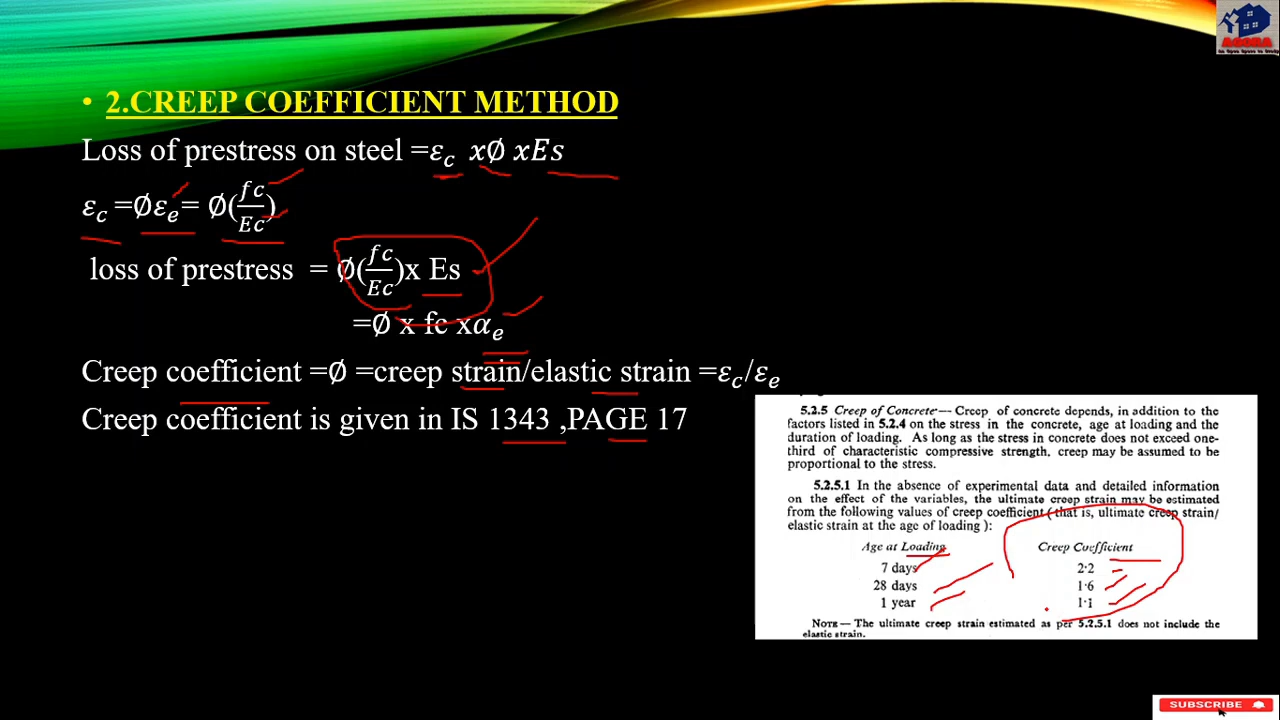 AGORA
An Open Space to Study
• 2.CREEP COEFFICIENT METHOD
Loss of prestress on steel =𝜀c x∅ xEs
𝜀c =∅𝜀e= ∅(fc/Ec)
loss of prestress = ∅(fc/Ec)x Es
=∅ x fc x𝛼e
Creep coefficient =∅ =creep strain/elastic strain =𝜀c/𝜀e
Creep coefficient is given in IS 1343 ,PAGE 17
5.2.5 Creep of Concrete — Creep of concrete depends, in addition to the
factors listed in 5.2.4 on the stress in the concrete, age at loading and the
duration of loading. As long as the stress in concrete does not exceed one-
third of characteristic compressive strength, creep may be assumed to be
proportional to the stress.
5.2.5.1 In the absence of experimental data and detailed information
on the effect of the variables, the ultimate creep strain may be estimated
from the following values of creep coefficient ( that is, ultimate creep strain/
elastic strain at the age of loading ):
Age at Loading Creep Coefficient
7 days 2·2
28 days 1·6
1 year 1·1
NOTE — The ultimate creep strain estimated as per 5.2.5.1 does not include the
elastic strain.
SUBSCRIBE